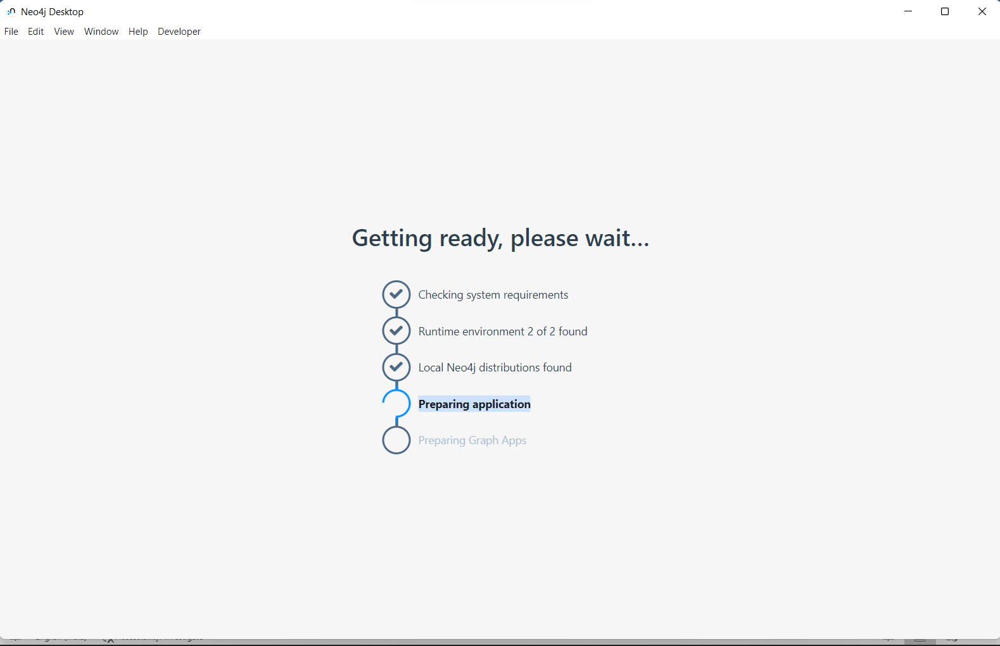 Neo4j Desktop
File Edit View Window Help Developer
Getting ready, please wait...
Checking system requirements
Runtime environment 2 of 2 found
Local Neo4j distributions found
Preparing application
Preparing Graph Apps